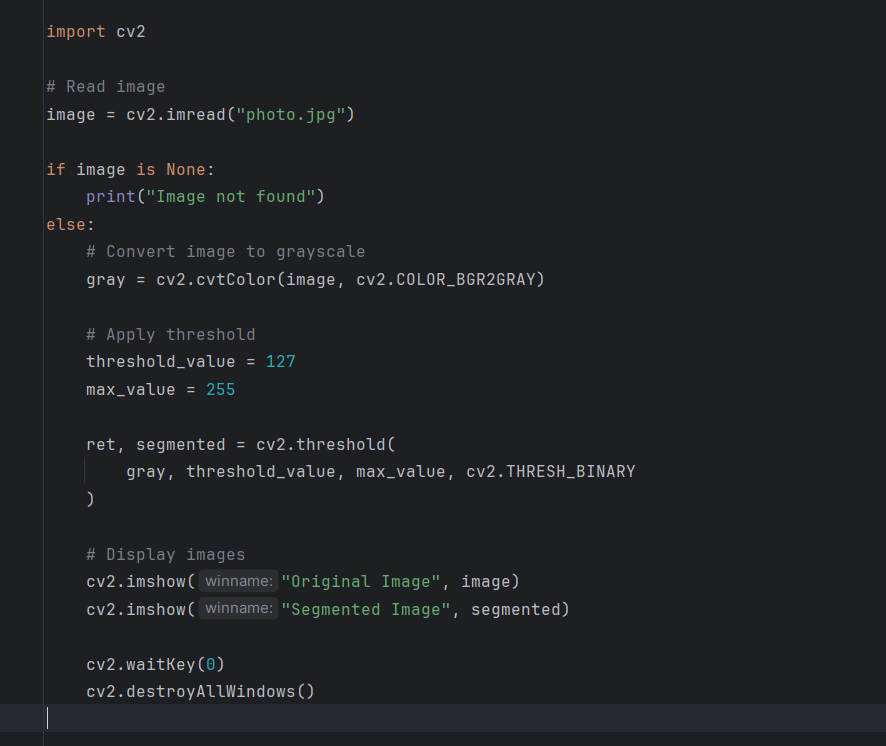 import cv2
# Read image
image = cv2.imread("photo.jpg")
if image is None:
    print("Image not found")
else:
    # Convert image to grayscale
    gray = cv2.cvtColor(image, cv2.COLOR_BGR2GRAY)
    # Apply threshold
    threshold_value = 127
    max_value = 255
    ret, segmented = cv2.threshold(
        gray, threshold_value, max_value, cv2.THRESH_BINARY
    )
    # Display images
    cv2.imshow( winname: "Original Image", image)
    cv2.imshow( winname: "Segmented Image", segmented)
    cv2.waitKey(0)
    cv2.destroyAllWindows()